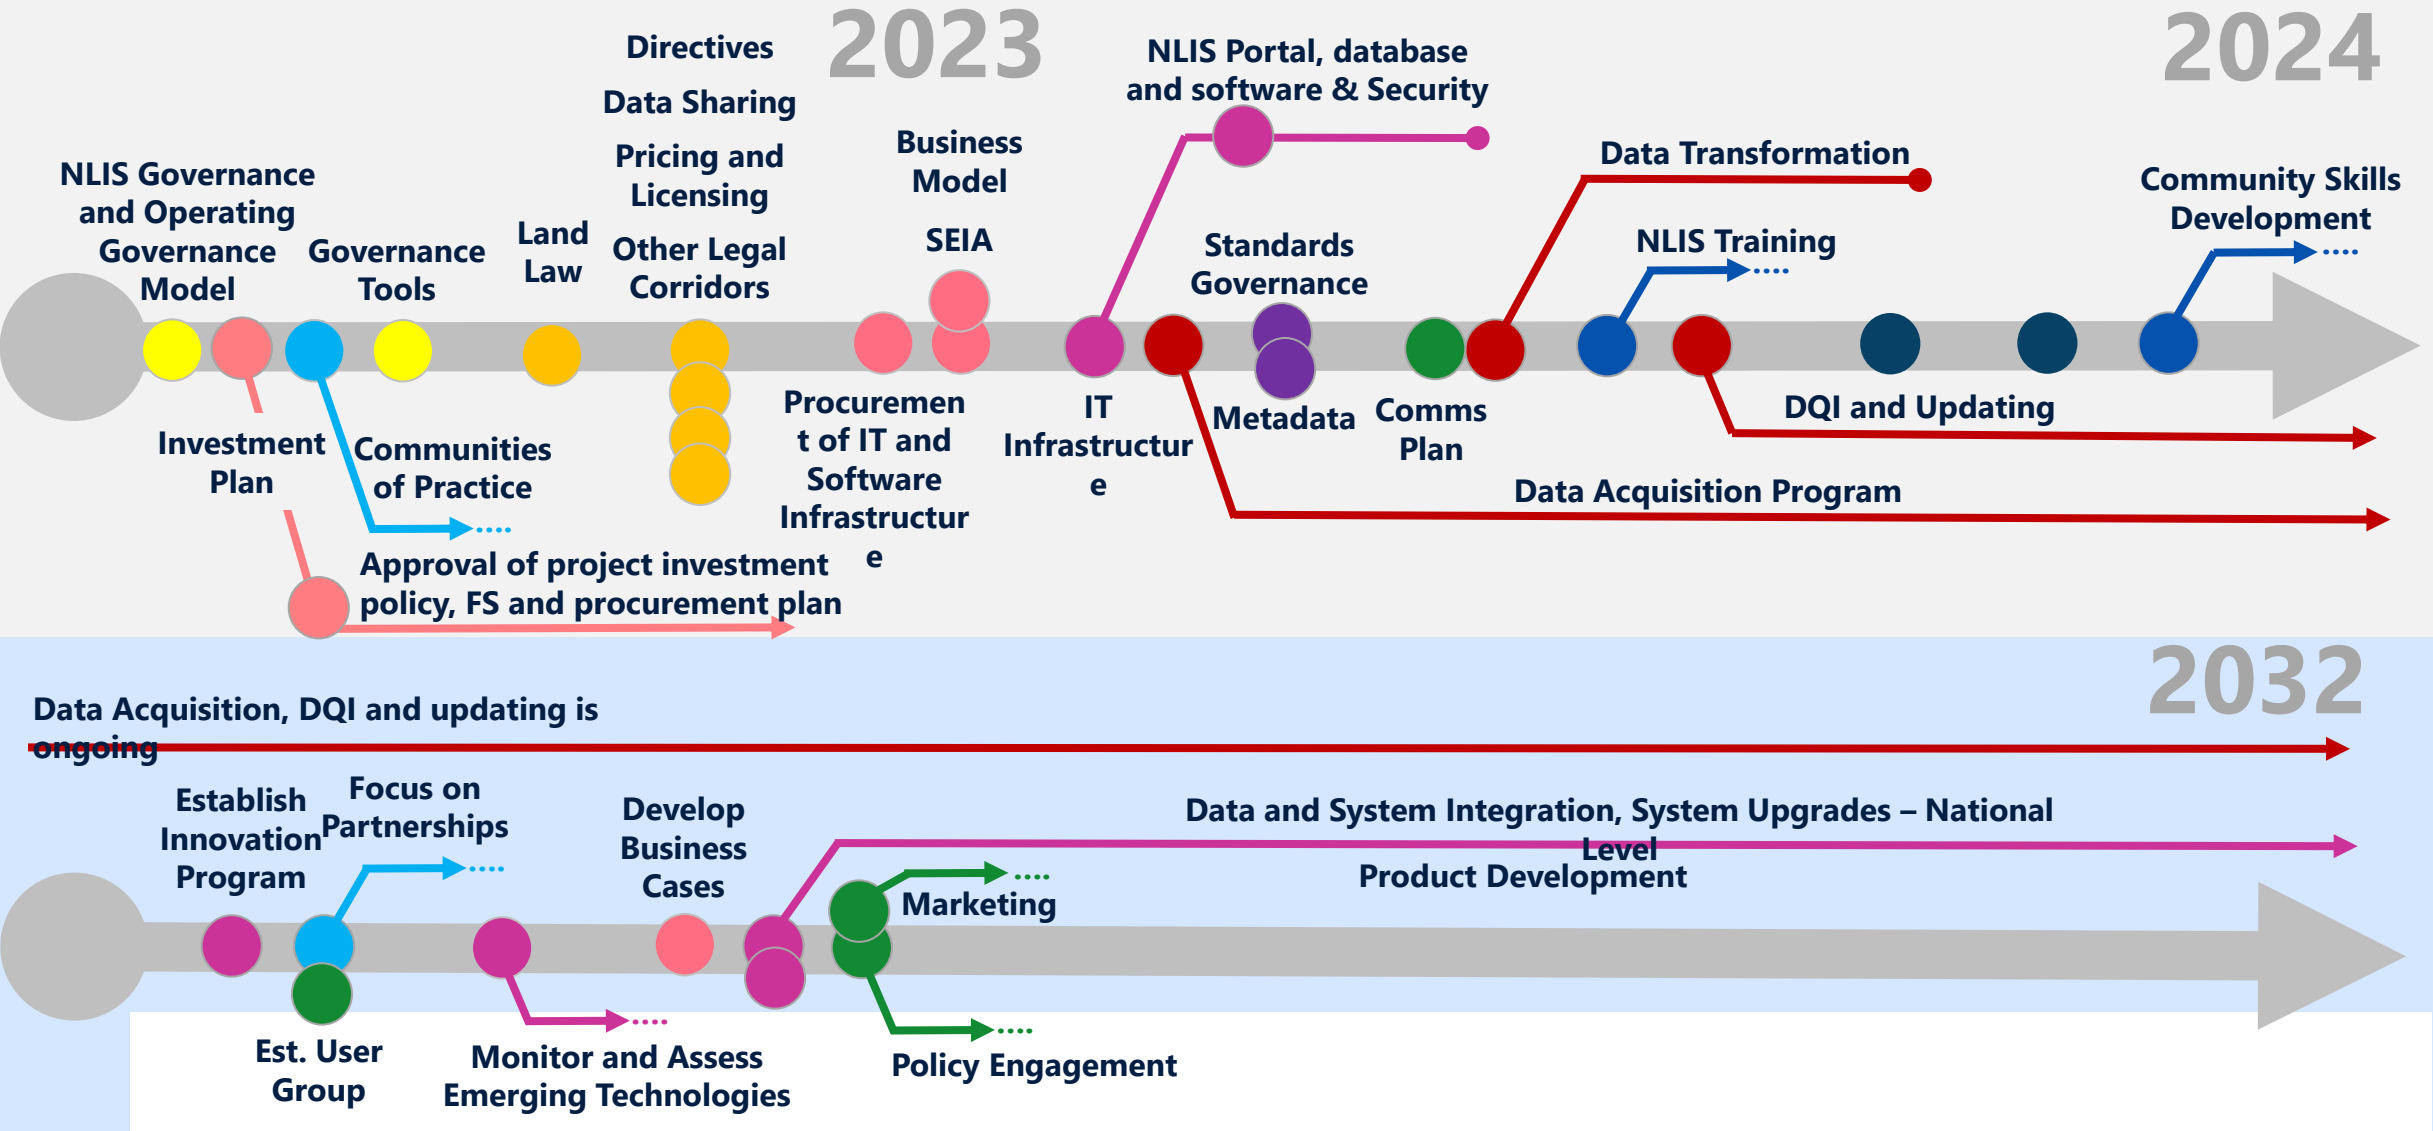 2023
2024
Directives
Data Sharing
Pricing and
Licensing
Other Legal
Corridors
NLIS Portal, database
and software & Security
Business
Model
SEIA
Data Transformation
Community Skills
Development
NLIS Governance
and Operating
Governance
Model
Governance
Tools
Land
Law
Standards
Governance
NLIS Training
Investment
Plan
Communities
of Practice
Procuremen
t of IT and
Software
Infrastructur
e
IT
Infrastructur
e
Metadata
Comms
Plan
DQI and Updating
Data Acquisition Program
Approval of project investment
policy, FS and procurement plan
2032
Data Acquisition, DQI and updating is
ongoing
Establish
Innovation
Program
Focus on
Partnerships
Develop
Business
Cases
Data and System Integration, System Upgrades – National
Level
Product Development
Marketing
Est. User
Group
Monitor and Assess
Emerging Technologies
Policy Engagement